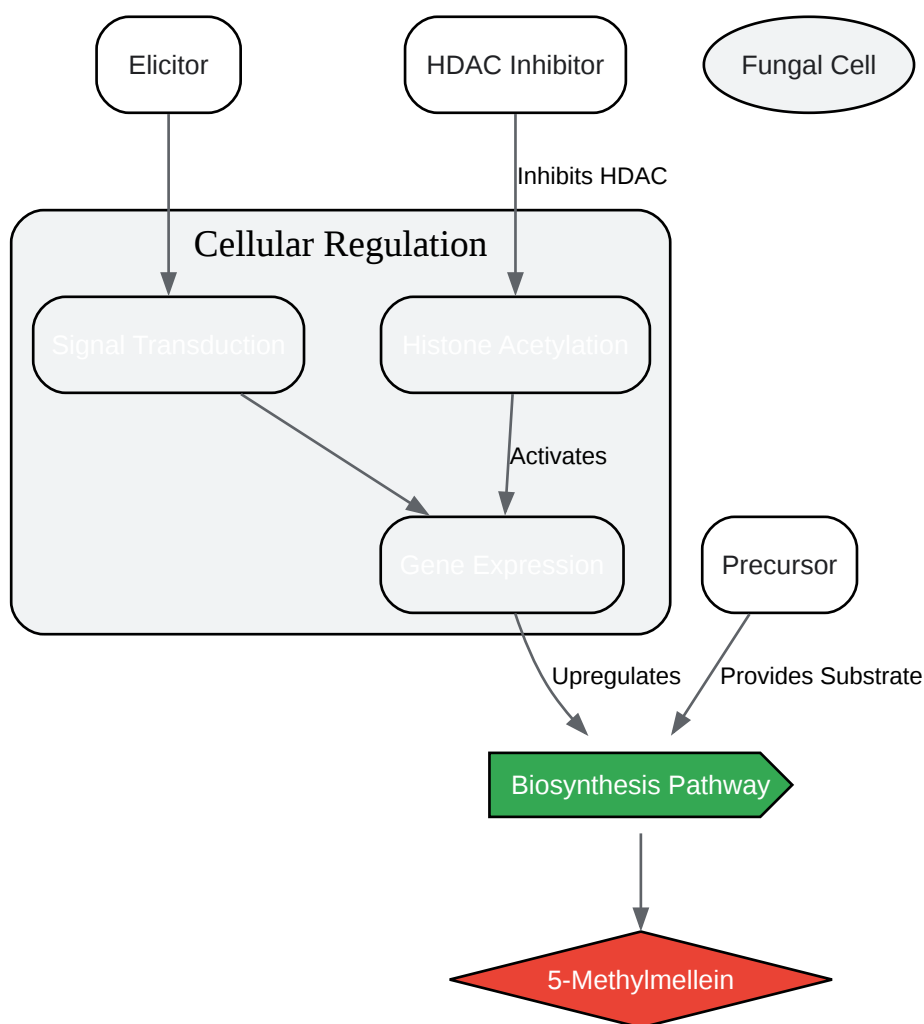 Elicitor
HDAC Inhibitor
Fungal Cell
Inhibits HDAC
Cellular Regulation
Signal Transduction
Histone Acetylation
Activates
Gene Expression
Precursor
Upregulates
Provides Substrate
Biosynthesis Pathway
5-Methylmellein